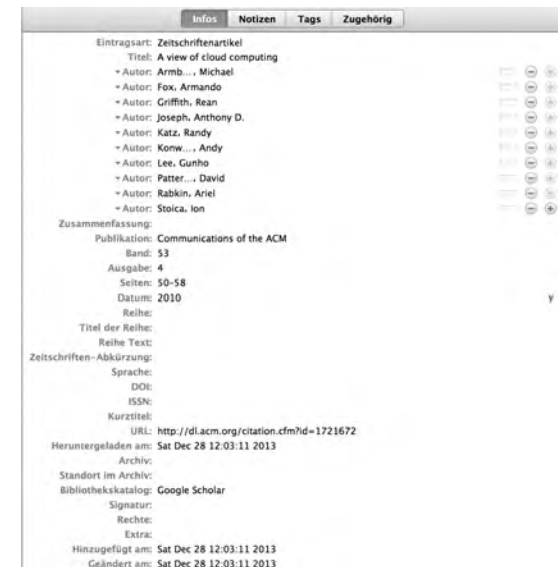 Infos Notizen Tags Zugehörig
Eintragsart: Zeitschriftenartikel
Titel: A view of cloud computing
Autor: Armb..., Michael
Autor: Fox, Armando
Autor: Griffith, Rean
Autor: Joseph, Anthony D.
Autor: Katz, Randy
Autor: Konw..., Andy
Autor: Lee, Gunho
Autor: Patter..., David
Autor: Rabkin, Ariel
Autor: Stoica, Ion
Zusammenfassung:
Publikation: Communications of the ACM
Band: 53
Ausgabe: 4
Seiten: 50-58
Datum: 2010 y
Reihe:
Titel der Reihe:
Reihe Text:
Zeitschriften-Abkürzung:
Sprache:
DOI:
ISSN:
Kurztitel:
URL: http://dl.acm.org/citation.cfm?id=1721672
Heruntergeladen am: Sat Dec 28 12:03:11 2013
Archiv:
Standort im Archiv:
Bibliothekskatalog: Google Scholar
Signatur:
Rechte:
Extra:
Hinzugefügt am: Sat Dec 28 12:03:11 2013
Geändert am: Sat Dec 28 12:03:11 2013